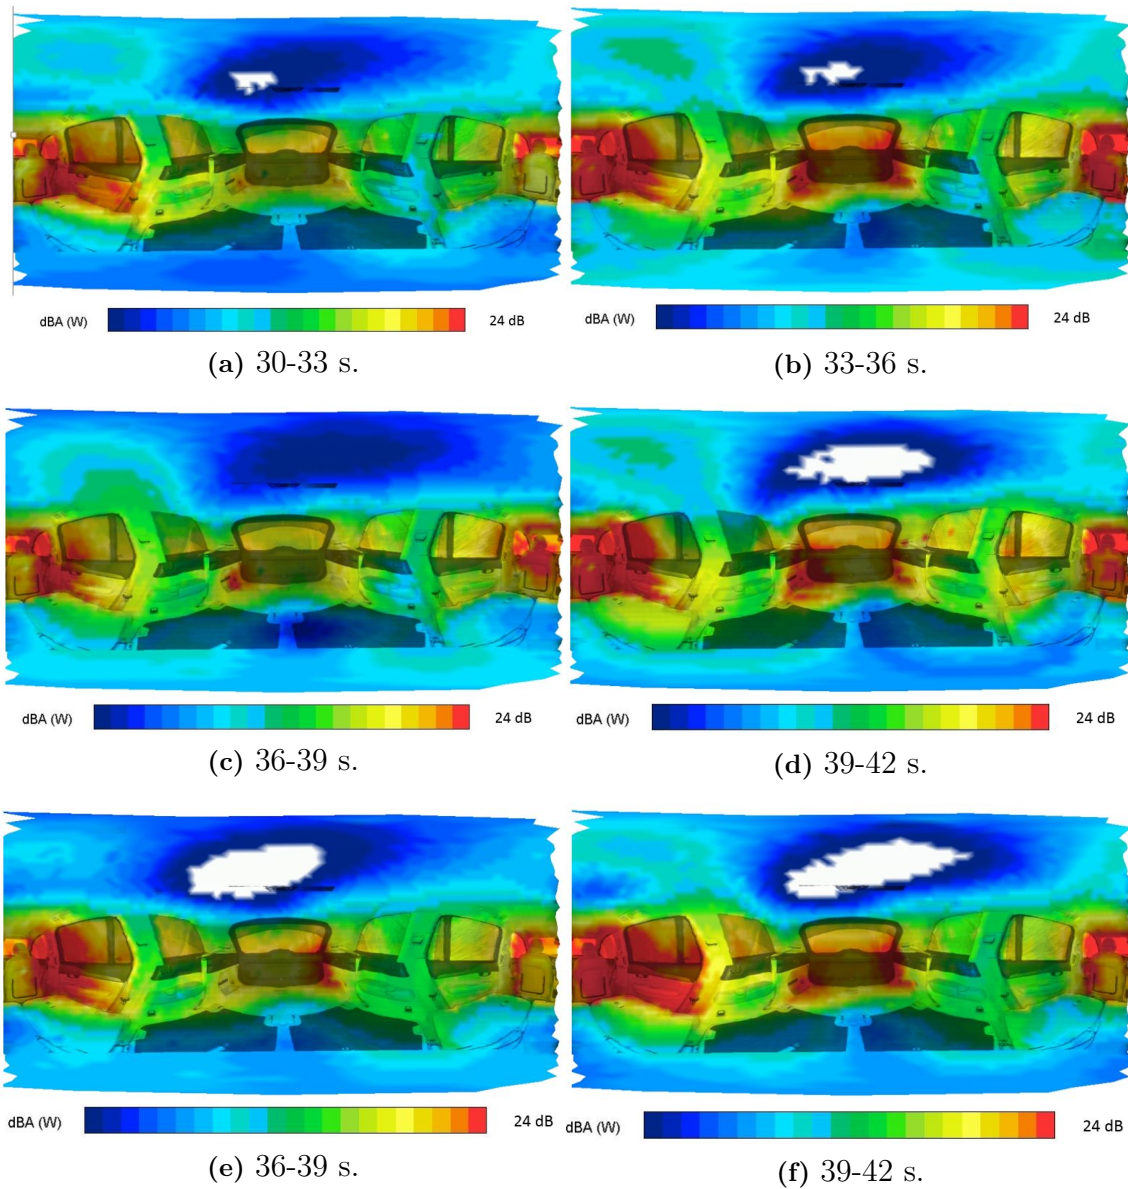 dBA (W) 24 dB
dBA (W) 24 dB
(a) 30-33 s.
(b) 33-36 s.
dBA (W) 24 dB
dBA (W) 24 dB
(c) 36-39 s.
(d) 39-42 s.
dBA (W) 24 dB
dBA (W) 24 dB
(e) 36-39 s.
(f) 39-42 s.